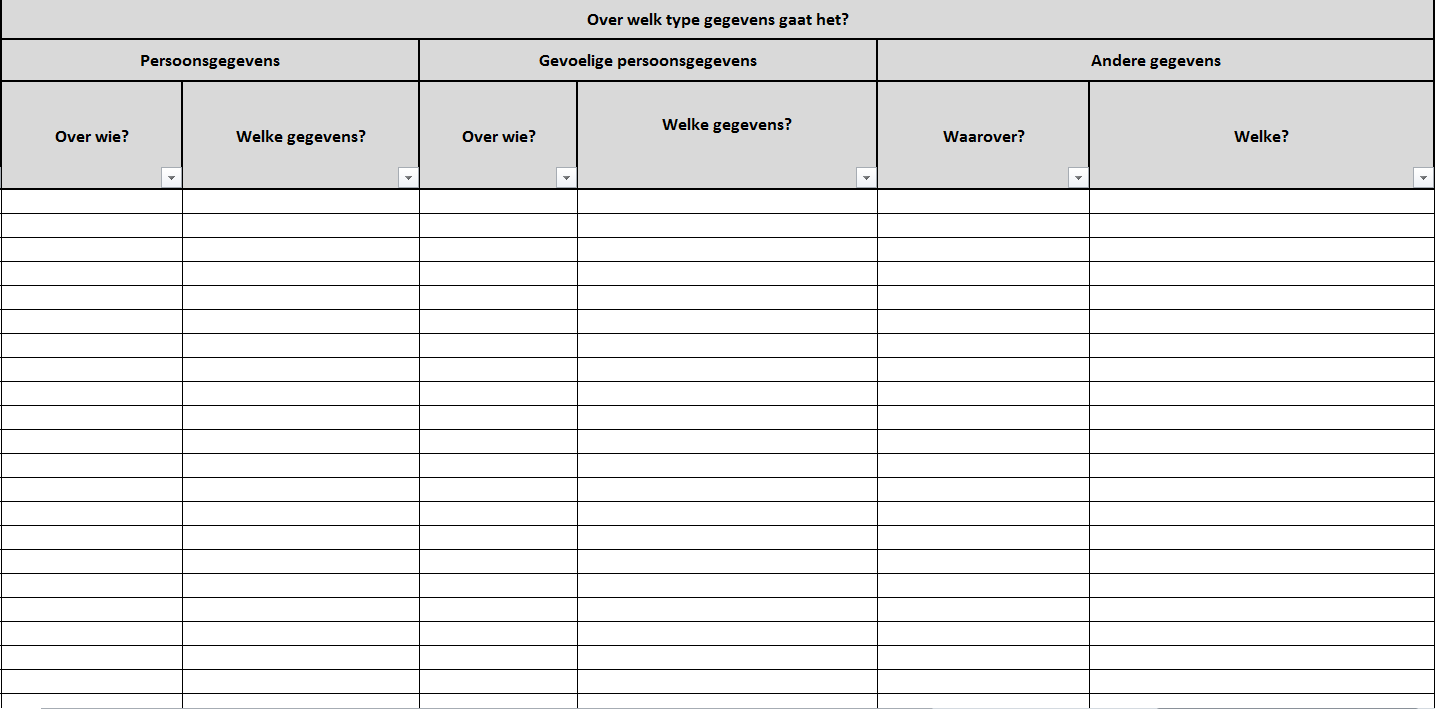 Over welk type gegevens gaat het?
Persoonsgegevens
Gevoelige persoonsgegevens
Andere gegevens
Over wie?
Welke gegevens?
Over wie?
Welke gegevens?
Waarover?
Welke?